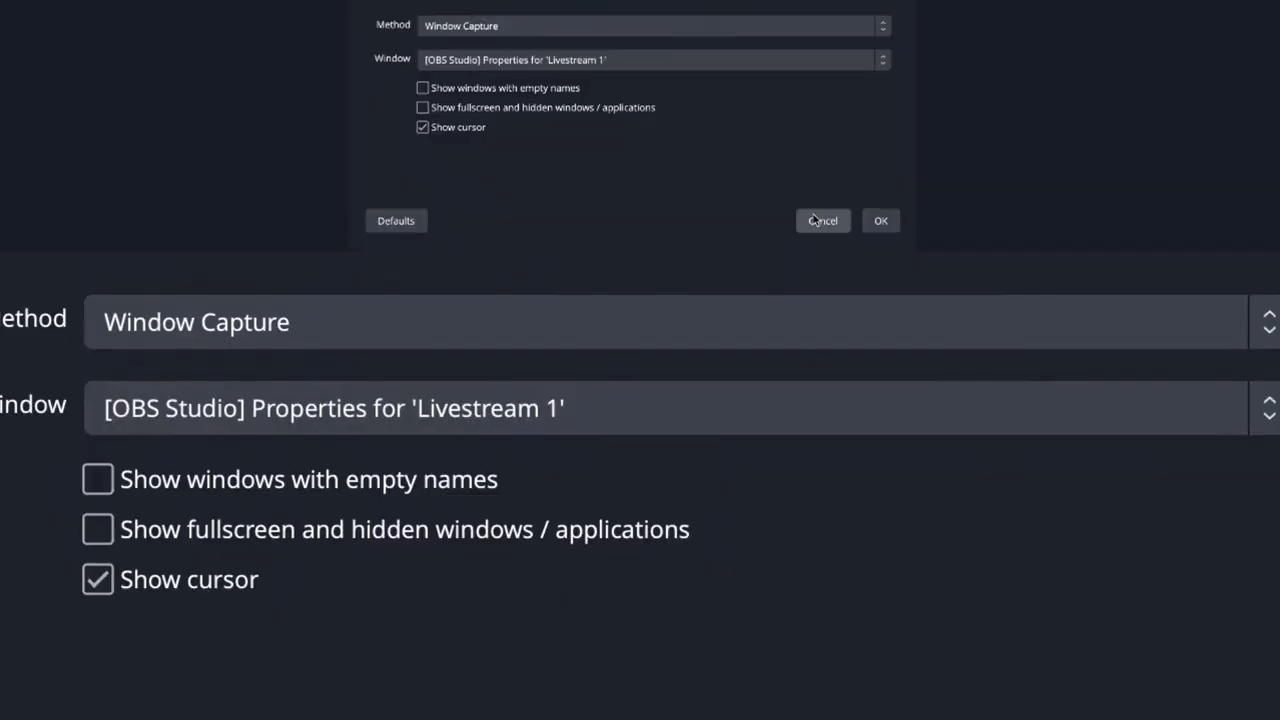 Method Window Capture
Window [OBS Studio] Properties for 'Livestream 1'
Show windows with empty names
Show fullscreen and hidden windows / applications
Show cursor
Defaults Cancel OK
ethod Window Capture
indow [OBS Studio] Properties for 'Livestream 1'
Show windows with empty names
Show fullscreen and hidden windows / applications
Show cursor